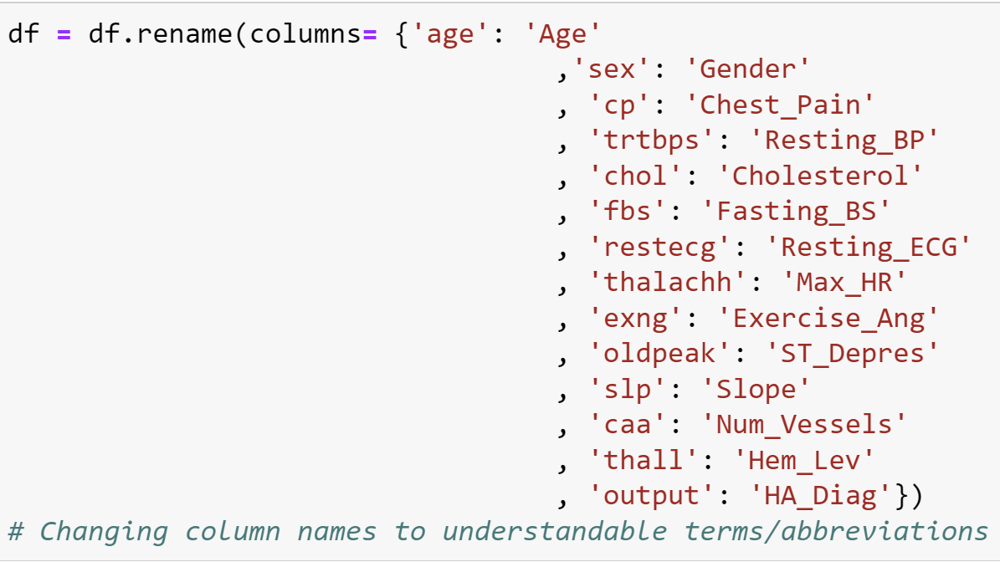 df = df.rename(columns= {'age': 'Age'
,'sex': 'Gender'
, 'cp': 'Chest_Pain'
, 'trtbps': 'Resting_BP'
, 'chol': 'Cholesterol'
, 'fbs': 'Fasting_BS'
, 'restecg': 'Resting_ECG'
, 'thalachh': 'Max_HR'
, 'exng': 'Exercise_Ang'
, 'oldpeak': 'ST_Depres'
, 'slp': 'Slope'
, 'caa': 'Num_Vessels'
, 'thall': 'Hem_Lev'
, 'output': 'HA_Diag'})
# Changing column names to understandable terms/abbreviations